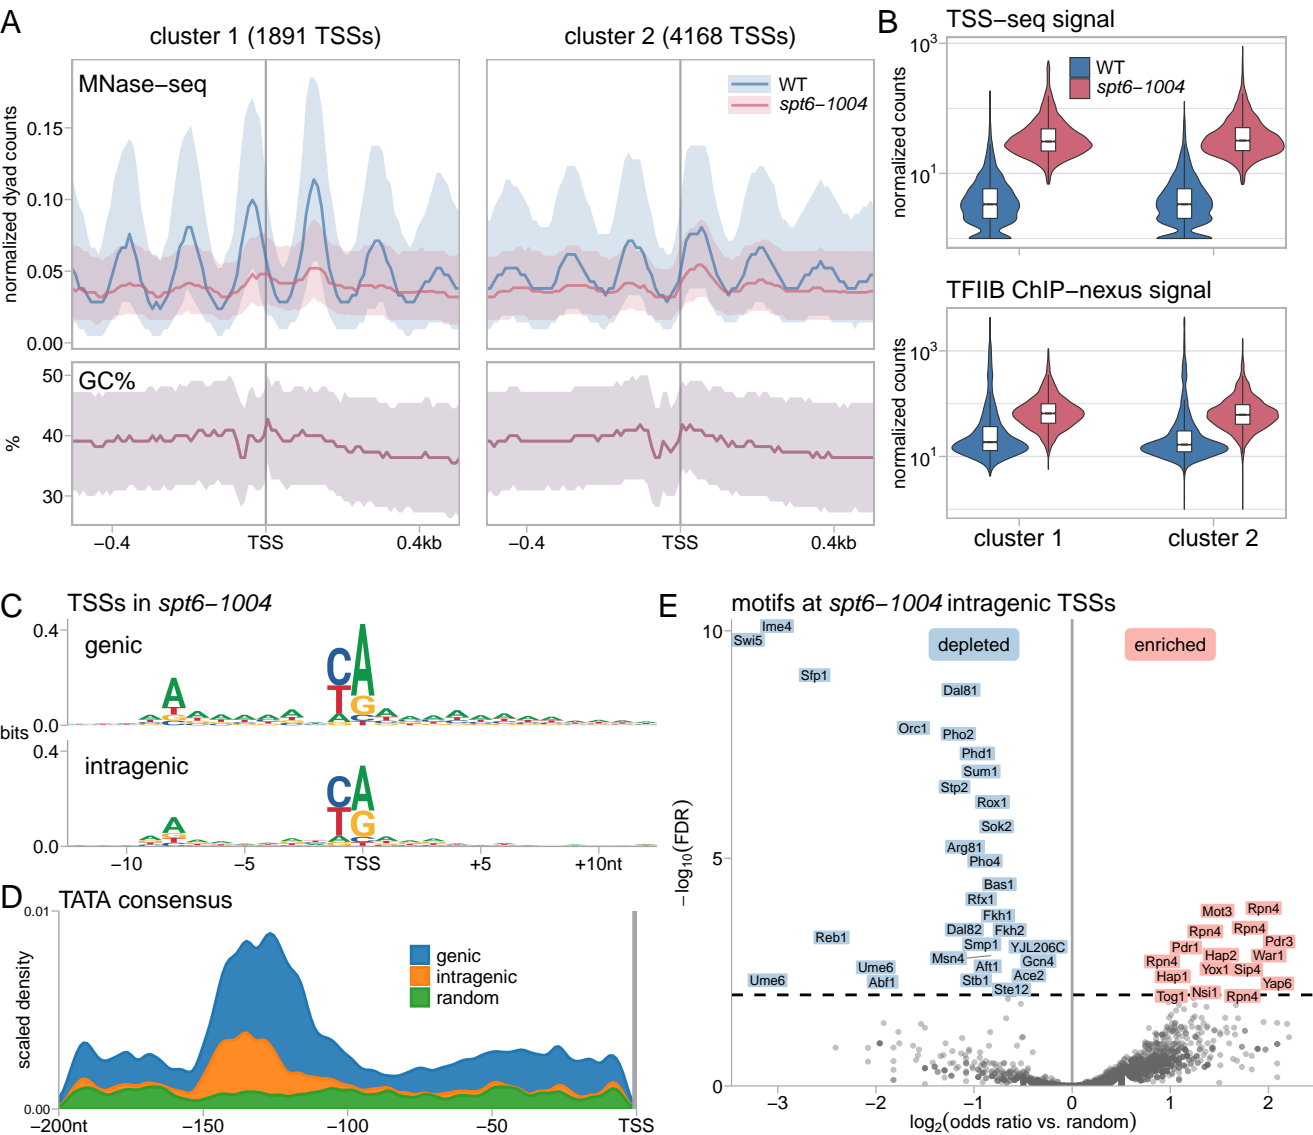 A
cluster 1 (1891 TSSs)
cluster 2 (4168 TSSs)
MNase−seq
WT
spt6−1004
normalized dyad counts
0.15
0.10
0.05
0.00
GC%
%
50
40
30
−0.4
TSS
0.4kb
−0.4
TSS
0.4kb
B
TSS−seq signal
WT
spt6−1004
normalized counts
10³
10¹
TFIIB ChIP−nexus signal
normalized counts
10³
10¹
cluster 1
cluster 2
C
TSSs in spt6−1004
genic
0.4
0.0
bits
C
T
A
G
A
intragenic
0.4
0.0
C
T
A
G
A
−10
−5
TSS
+5
+10nt
D
TATA consensus
scaled density
0.01
0.00
genic
intragenic
random
−200nt
−150
−100
−50
TSS
E
motifs at spt6−1004 intragenic TSSs
depleted
enriched
−log₁₀(FDR)
10
5
0
Ime4
Swi5
Sfp1
Dal81
Orc1
Pho2
Phd1
Sum1
Stp2
Rox1
Sok2
Arg81
Pho4
Bas1
Rfx1
Fkh1
Dal82
Fkh2
Reb1
Smp1
YJL206C
Msn4
Gcn4
Ume6
Aft1
Ace2
Ume6
Abf1
Stb1
Ste12
Mot3
Rpn4
Rpn4
Rpn4
Pdr1
Pdr3
Rpn4
Hap2
War1
Hap1
Yox1
Sip4
Yap6
Tog1
Nsi1
Rpn4
−3
−2
−1
0
1
2
log₂(odds ratio vs. random)